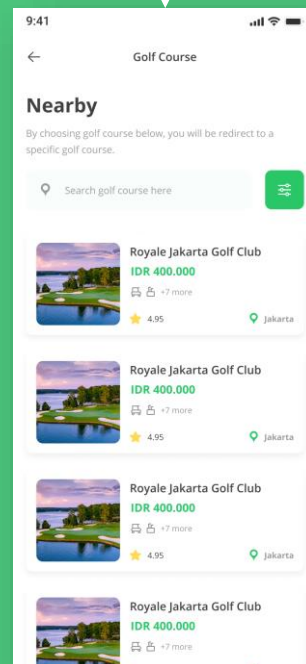 9:41
Golf Course
Nearby
By choosing golf course below, you will be redirect to a
specific golf course.
Search golf course here
Royale Jakarta Golf Club
IDR 400.000
+7 more
4.95 Jakarta
Royale Jakarta Golf Club
IDR 400.000
+7 more
4.95 Jakarta
Royale Jakarta Golf Club
IDR 400.000
+7 more
4.95 Jakarta
Royale Jakarta Golf Club
IDR 400.000
+7 more